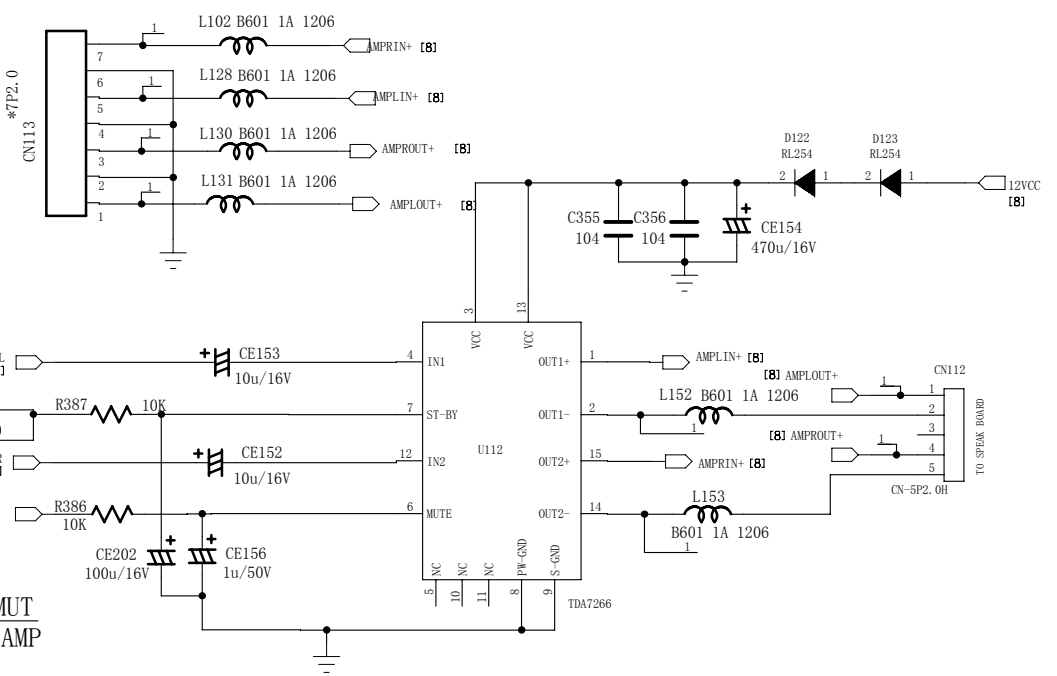 L102 B601 1A 1206
1
AMPRIN+ [8]
7
L128 B601 1A 1206
6
1
AMPLIN+ [8]
5
*7P2.0
CN113
L130 B601 1A 1206
4
1
AMPROUT+ [8]
3
L131 B601 1A 1206
2
1
AMPLOUT+ [8]
1
D122
RL254
D123
RL254
2 1 2 1
12VCC
[8]
C355
104
C356
104
+
CE154
470u/16V
3
13
VCC
VCC
L
+
CE153
10u/16V
4
IN1
OUT1+
1
AMPLIN+ [8]
[8] AMPLOUT+
1
CN112
1
R387 10K
7
ST-BY
OUT1-
2
L152 B601 1A 1206
1
2
3
[8] AMPROUT+
1
4
5
TO SPEAK BOARD
CN-5P2.0H
U112
R
+
CE152
10u/16V
12
IN2
OUT2+
15
AMPRIN+ [8]
R386
10K
6
MUTE
OUT2-
14
L153
B601 1A 1206
1
CE202
100u/16V
+
+
CE156
1u/50V
NC
NC
NC
PW-GND
S-GND
5
10
11
8
9
TDA7266
MUT
AMP